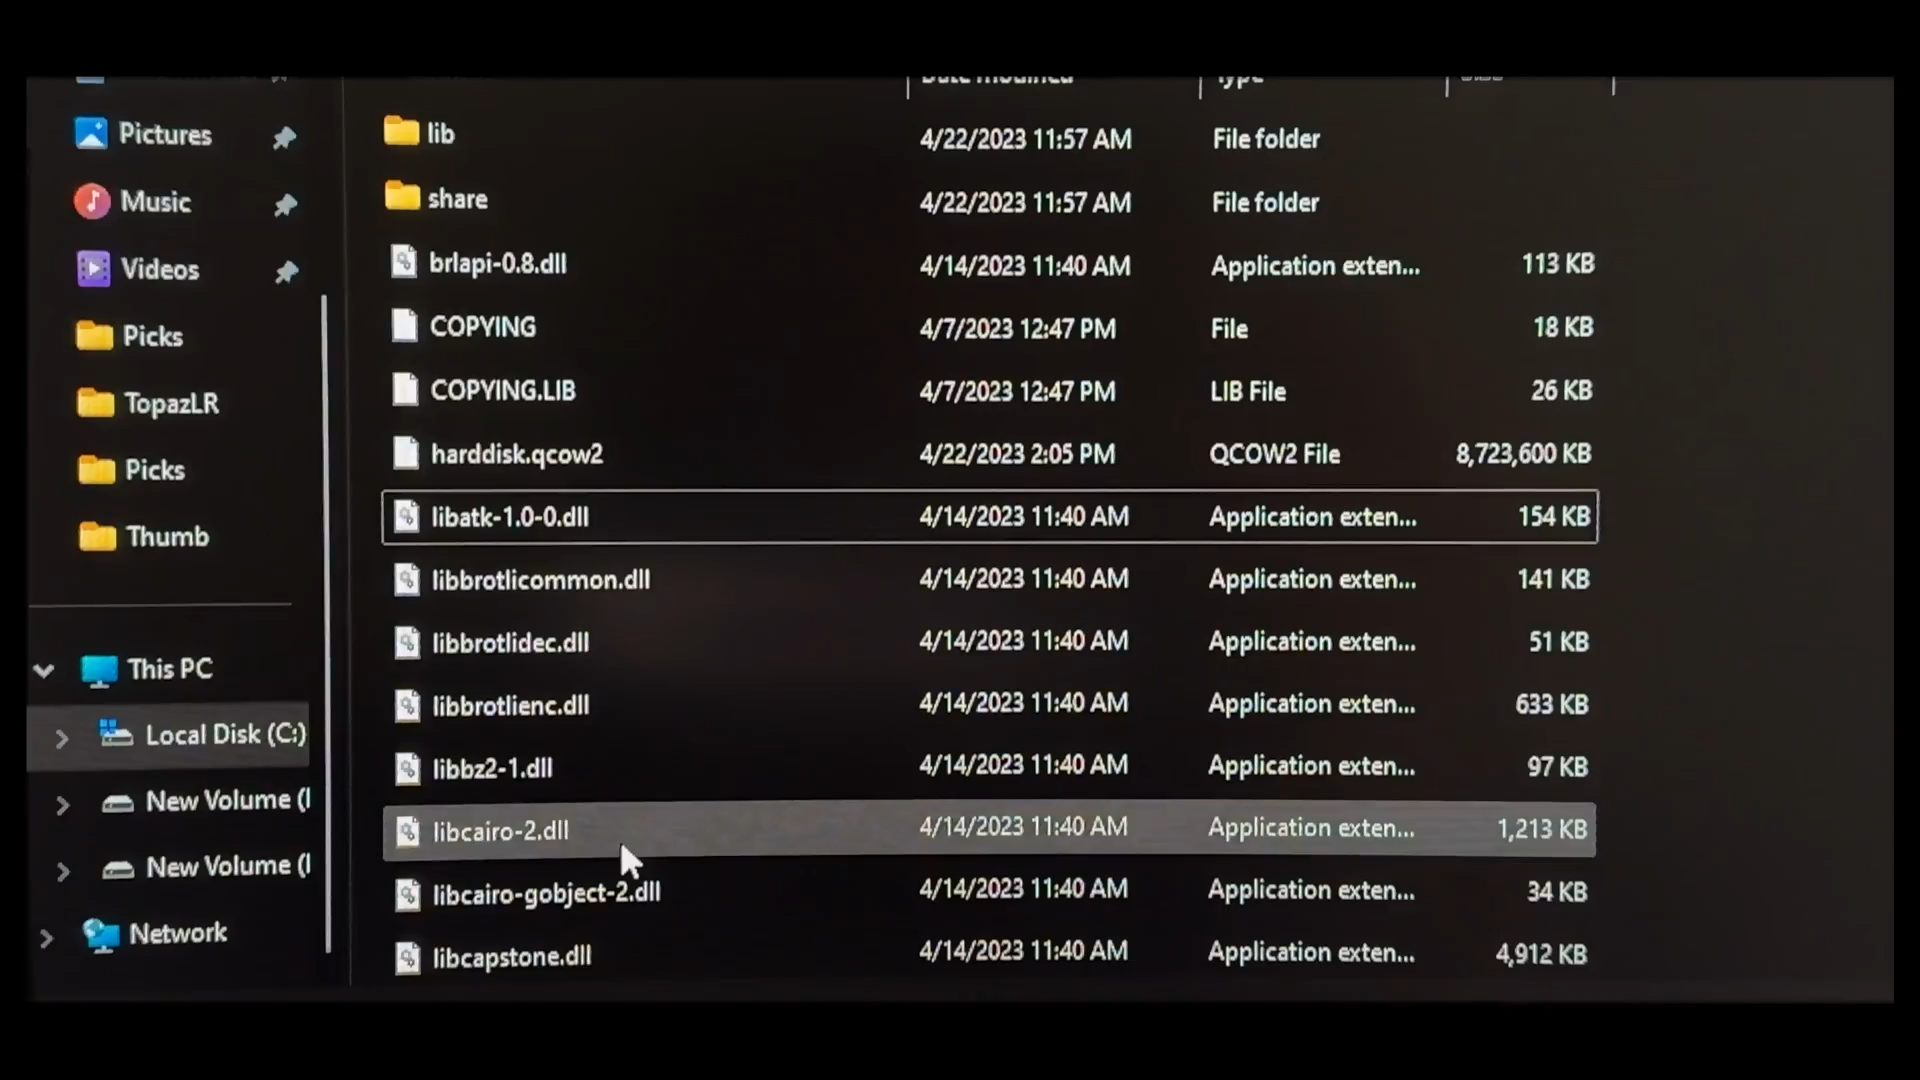 Date modified
Type
Pictures
lib 4/22/2023 11:57 AM File folder
Music
share 4/22/2023 11:57 AM File folder
Videos
brlapi-0.8.dll 4/14/2023 11:40 AM Application exten... 113 KB
Picks
COPYING 4/7/2023 12:47 PM File 18 KB
TopazLR
COPYING.LIB 4/7/2023 12:47 PM LIB File 26 KB
Picks
harddisk.qcow2 4/22/2023 2:05 PM QCOW2 File 8,723,600 KB
Thumb
libatk-1.0-0.dll 4/14/2023 11:40 AM Application exten... 154 KB
libbrotlicommon.dll 4/14/2023 11:40 AM Application exten... 141 KB
This PC
libbrotlidec.dll 4/14/2023 11:40 AM Application exten... 51 KB
Local Disk (C:)
libbrotlienc.dll 4/14/2023 11:40 AM Application exten... 633 KB
New Volume (
libbz2-1.dll 4/14/2023 11:40 AM Application exten... 97 KB
New Volume (
libcairo-2.dll 4/14/2023 11:40 AM Application exten... 1,213 KB
Network
libcairo-gobject-2.dll 4/14/2023 11:40 AM Application exten... 34 KB
libcapstone.dll 4/14/2023 11:40 AM Application exten... 4,912 KB